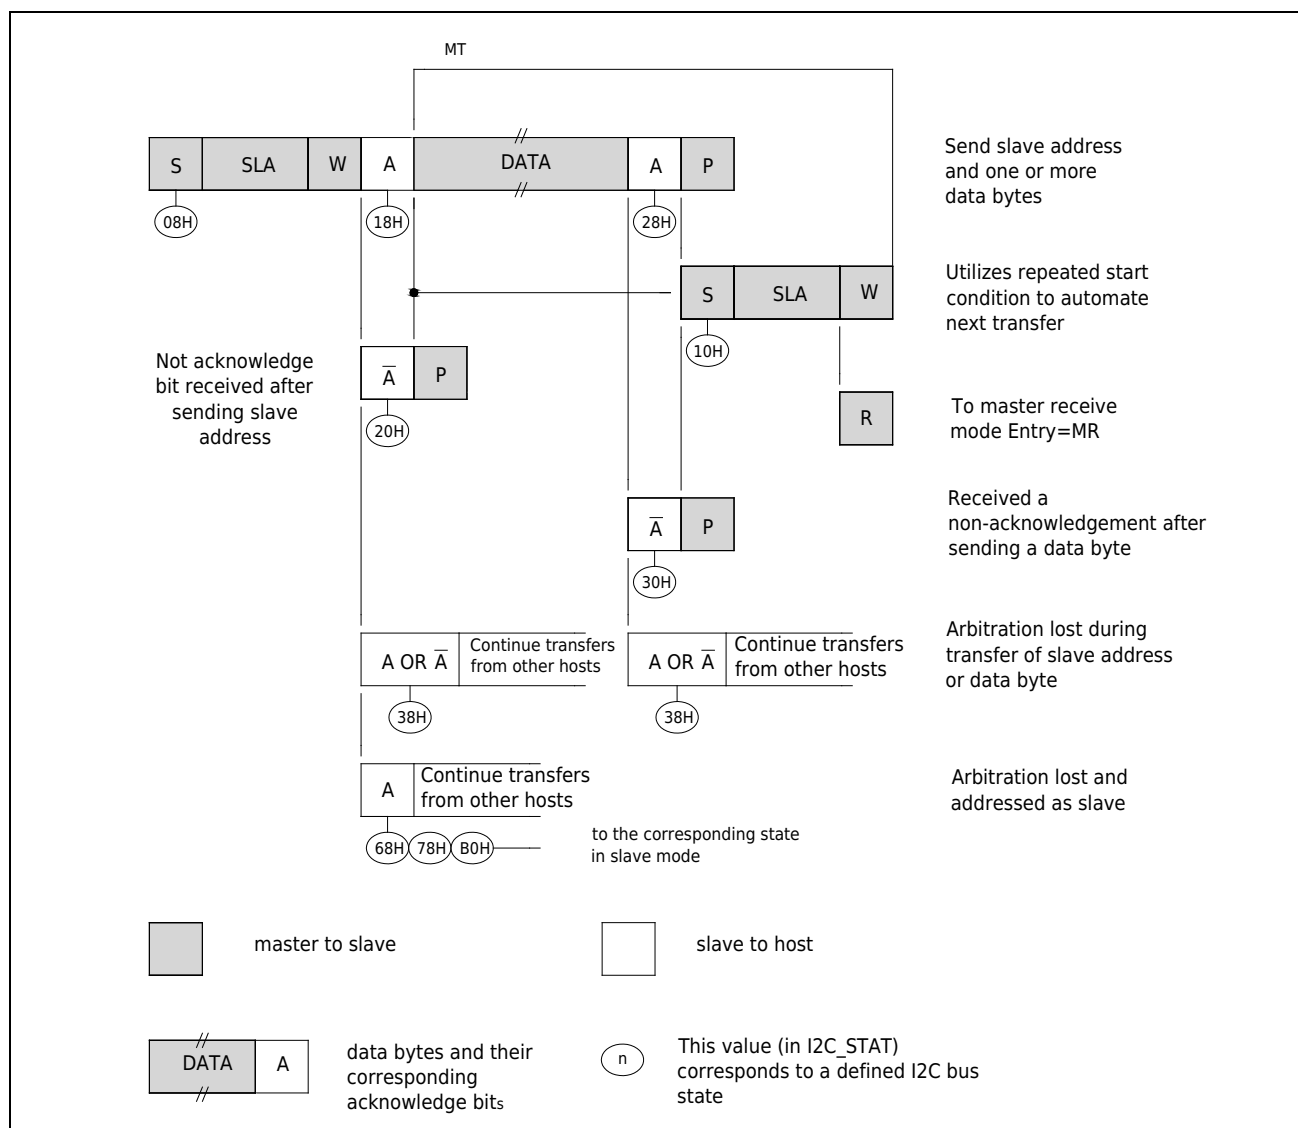 MT
S SLA W A DATA A P
Send slave address
and one or more
data bytes
08H 18H 28H
S SLA W
Utilizes repeated start
condition to automate
next transfer
10H
Not acknowledge
bit received after
sending slave
address
A̅ P
20H
R
To master receive
mode Entry=MR
A̅ P
30H
Received a
non-acknowledgement after
sending a data byte
A OR A̅
Continue transfers
from other hosts
A OR A̅
Continue transfers
from other hosts
38H 38H
Arbitration lost during
transfer of slave address
or data byte
A
Continue transfers
from other hosts
Arbitration lost and
addressed as slave
68H 78H B0H
to the corresponding state
in slave mode
master to slave
slave to host
DATA A
data bytes and their
corresponding
acknowledge bits
n
This value (in I2C_STAT)
corresponds to a defined I2C bus
state